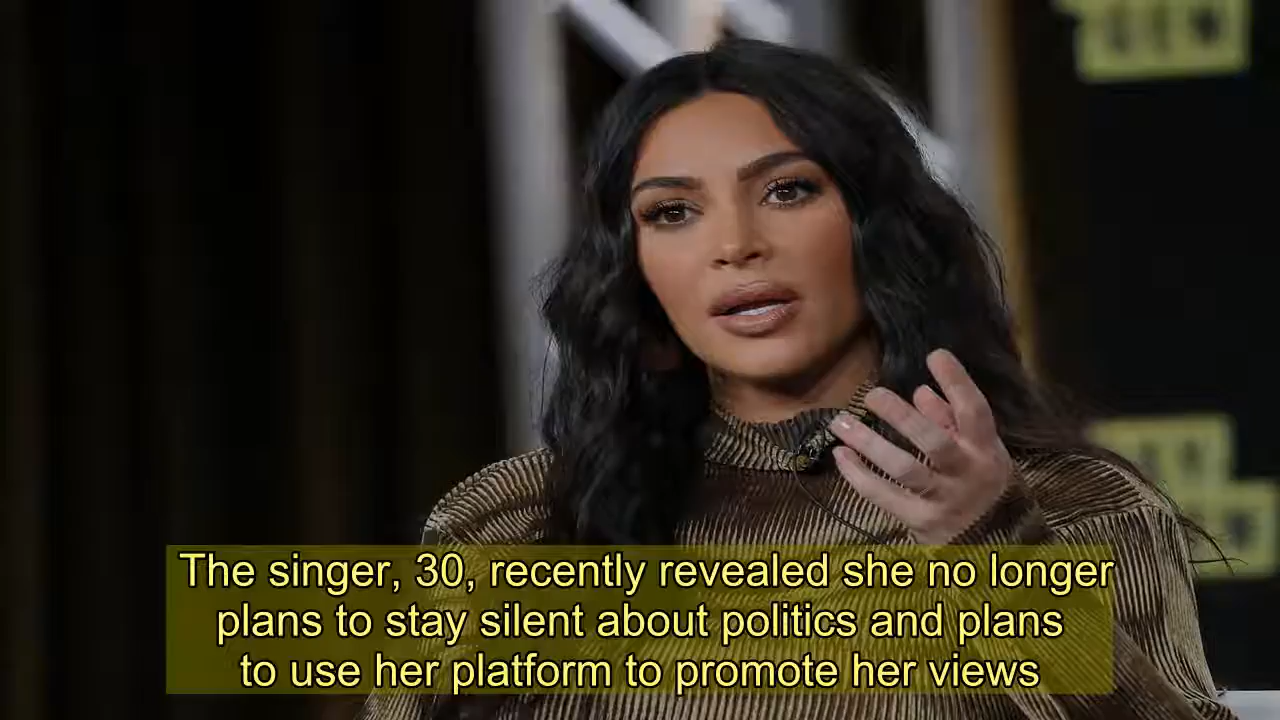 GEN
The singer, 30, recently revealed she no longer
plans to stay silent about politics and plans
to use her platform to promote her views